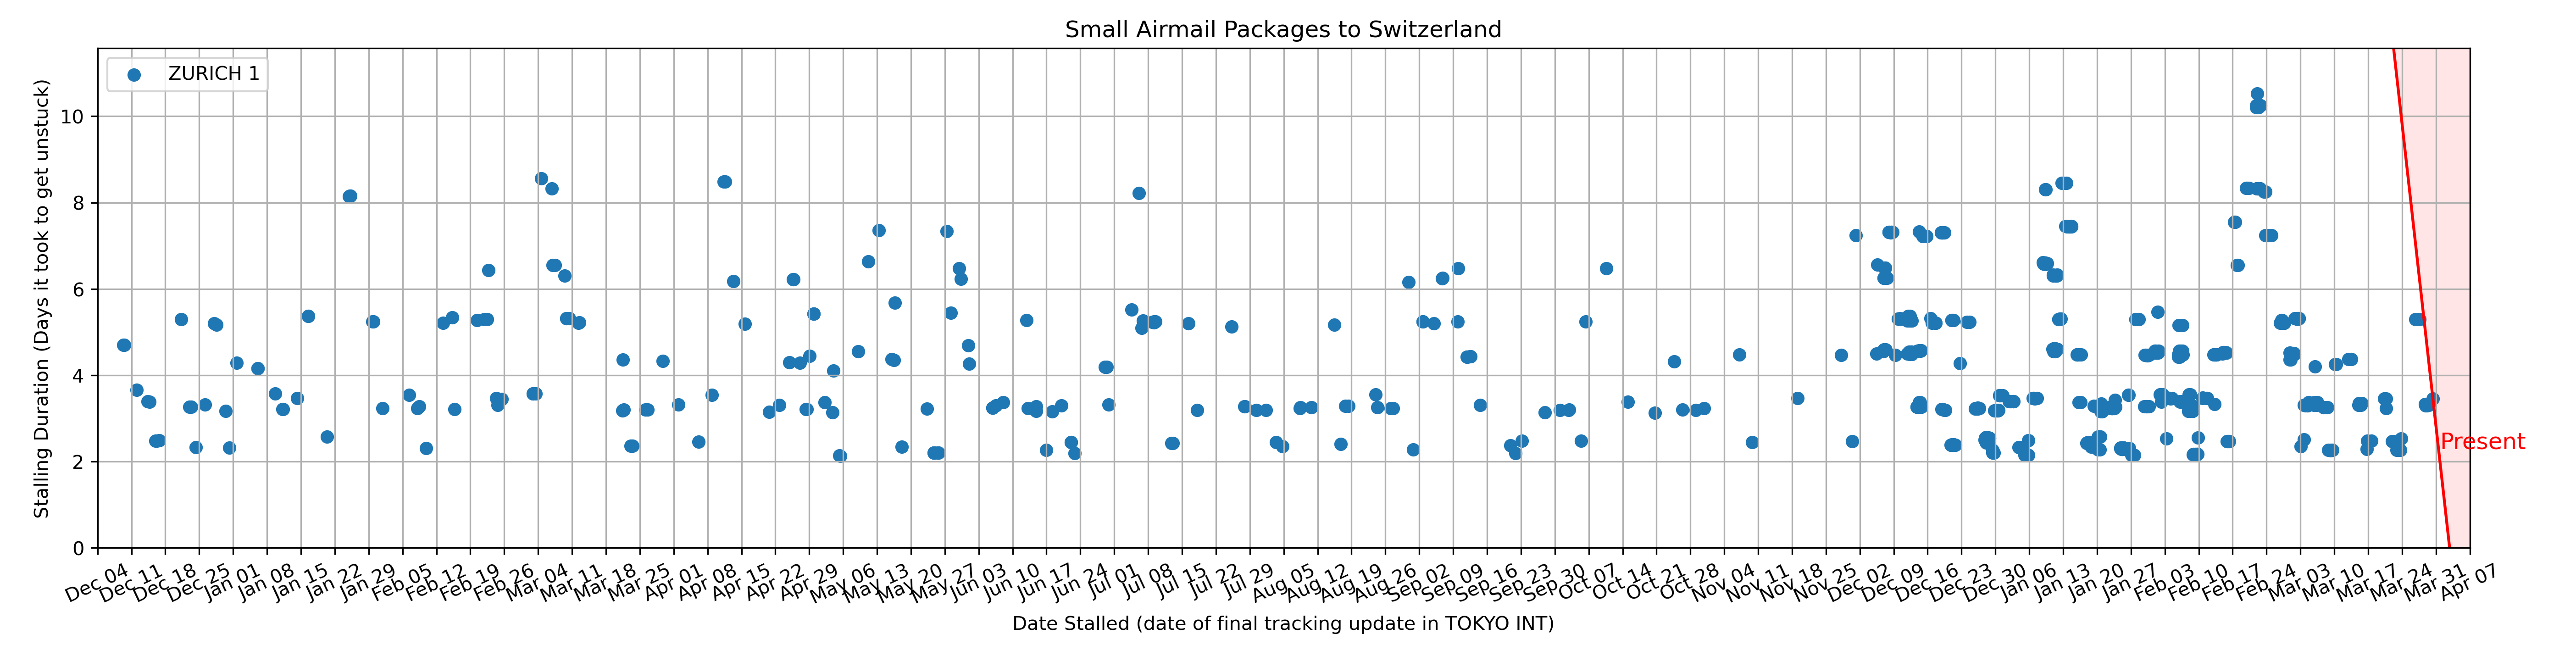 Small Airmail Packages to Switzerland
ZURICH 1
Stalling Duration (Days it took to get unstuck)
10
8
6
4
2
0
Present
Dec 04
Dec 11
Dec 18
Dec 25
Jan 01
Jan 08
Jan 15
Jan 22
Jan 29
Feb 05
Feb 12
Feb 19
Feb 26
Mar 04
Mar 11
Mar 18
Mar 25
Apr 01
Apr 08
Apr 15
Apr 22
Apr 29
May 06
May 13
May 20
May 27
Jun 03
Jun 10
Jun 17
Jun 24
Jul 01
Jul 08
Jul 15
Jul 22
Jul 29
Aug 05
Aug 12
Aug 19
Aug 26
Sep 02
Sep 09
Sep 16
Sep 23
Sep 30
Oct 07
Oct 14
Oct 21
Oct 28
Nov 04
Nov 11
Nov 18
Nov 25
Dec 02
Dec 09
Dec 16
Dec 23
Dec 30
Jan 06
Jan 13
Jan 20
Jan 27
Feb 03
Feb 10
Feb 17
Feb 24
Mar 03
Mar 10
Mar 17
Mar 24
Mar 31
Apr 07
Date Stalled (date of final tracking update in TOKYO INT)